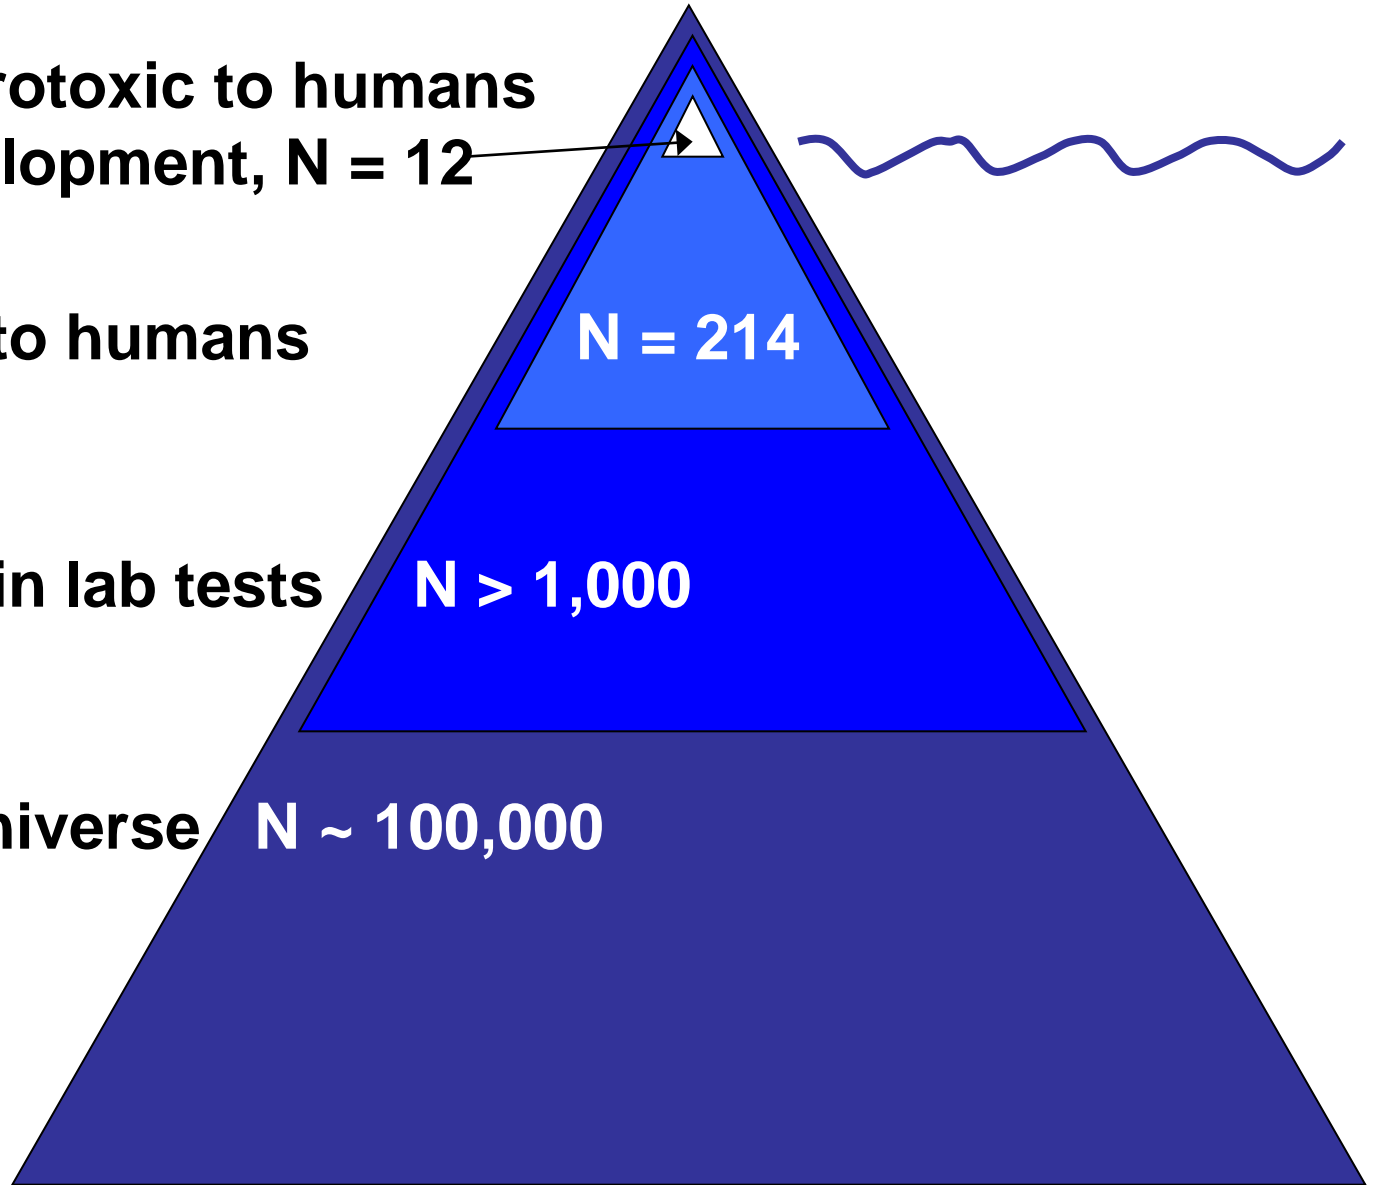 rotoxic to humans
lopment, N = 12
to humans
N = 214
in lab tests
N > 1,000
niverse
N ~ 100,000